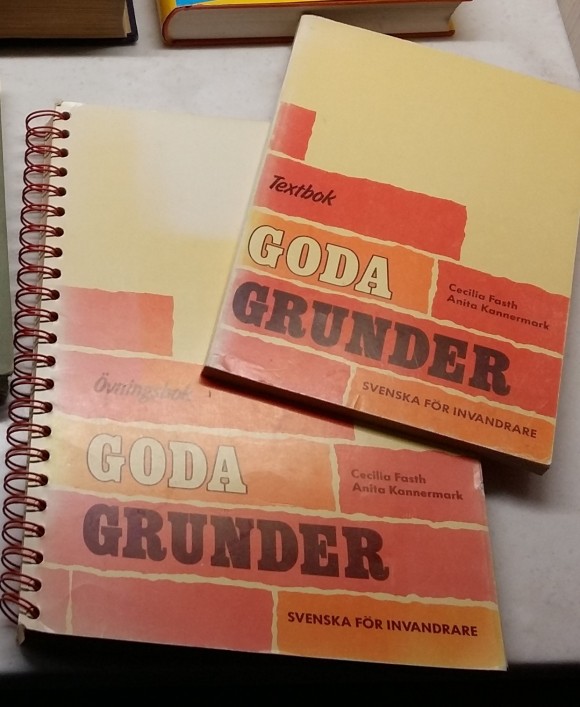 Textbok
GODA
GRUNDER
Cecilia Fasth
Anita Kannermark
SVENSKA FÖR INVANDRARE
Övningsbok
GODA
GRUNDER
Cecilia Fasth
Anita Kannermark
SVENSKA FÖR INVANDRARE